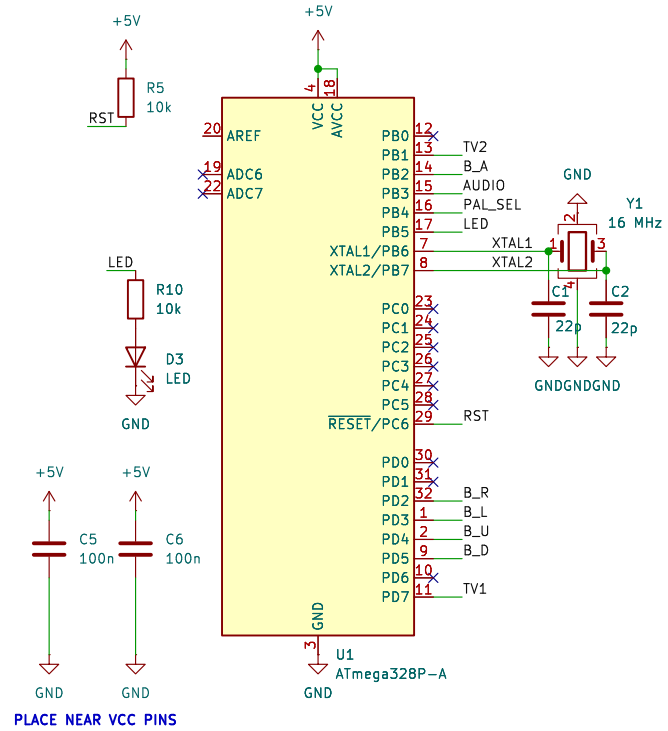 +5V
+5V
R5
10k
RST
4
18
VCC
AVCC
20
AREF
PB0
12
19
ADC6
PB1
13
TV2
22
ADC7
PB2
14
B_A
PB3
15
AUDIO
PB4
16
PAL_SEL
PB5
17
LED
GND
Y1
16 MHz
2
XTAL1/PB6
7
XTAL1
1
3
XTAL2/PB7
8
XTAL2
4
LED
R10
10k
C1
22p
C2
22p
GND
GND
GND
PC0
23
PC1
24
PC2
25
PC3
26
PC4
27
PC5
28
RESET/PC6
29
RST
D3
LED
GND
PD0
30
PD1
31
PD2
32
B_R
PD3
1
B_L
PD4
2
B_U
PD5
9
B_D
PD6
10
PD7
11
TV1
+5V
+5V
C5
100n
C6
100n
GND
3
U1
ATmega328P-A
GND
GND
GND
PLACE NEAR VCC PINS